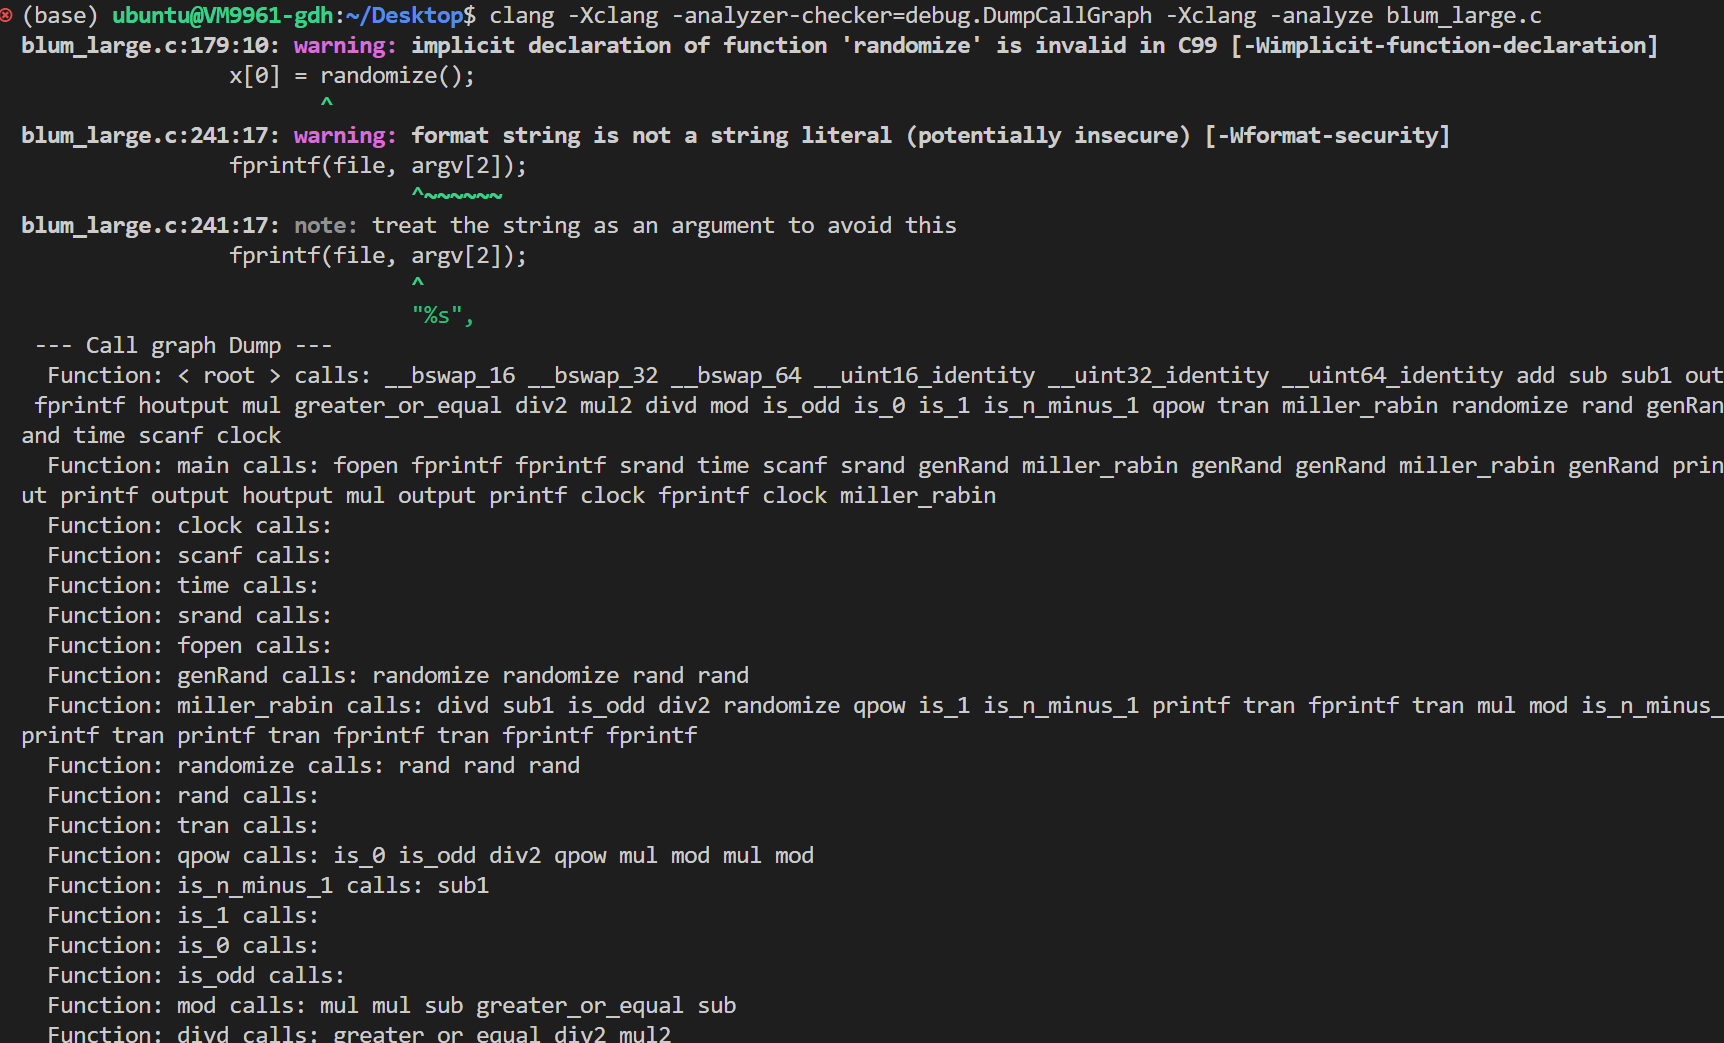 (base) ubuntu@VM9961-gdh:~/Desktop$ clang -Xclang -analyzer-checker=debug.DumpCallGraph -Xclang -analyze blum_large.c
blum_large.c:179:10: warning: implicit declaration of function 'randomize' is invalid in C99 [-Wimplicit-function-declaration]
x[0] = randomize();
^
blum_large.c:241:17: warning: format string is not a string literal (potentially insecure) [-Wformat-security]
fprintf(file, argv[2]);
^~~~~~~
blum_large.c:241:17: note: treat the string as an argument to avoid this
fprintf(file, argv[2]);
^
"%s",
--- Call graph Dump ---
Function: < root > calls: __bswap_16 __bswap_32 __bswap_64 __uint16_identity __uint32_identity __uint64_identity add sub sub1 out
fprintf houtput mul greater_or_equal div2 mul2 divd mod is_odd is_0 is_1 is_n_minus_1 qpow tran miller_rabin randomize rand genRan
and time scanf clock
Function: main calls: fopen fprintf fprintf srand time scanf srand genRand miller_rabin genRand genRand miller_rabin genRand prin
ut printf output houtput mul output printf clock fprintf clock miller_rabin
Function: clock calls:
Function: scanf calls:
Function: time calls:
Function: srand calls:
Function: fopen calls:
Function: genRand calls: randomize randomize rand rand
Function: miller_rabin calls: divd sub1 is_odd div2 randomize qpow is_1 is_n_minus_1 printf tran fprintf tran mul mod is_n_minus_
printf tran printf tran fprintf tran fprintf fprintf
Function: randomize calls: rand rand rand
Function: rand calls:
Function: tran calls:
Function: qpow calls: is_0 is_odd div2 qpow mul mod mul mod
Function: is_n_minus_1 calls: sub1
Function: is_1 calls:
Function: is_0 calls:
Function: is_odd calls:
Function: mod calls: mul mul sub greater_or_equal sub
Function: divd calls: greater_or_equal div2 mul2